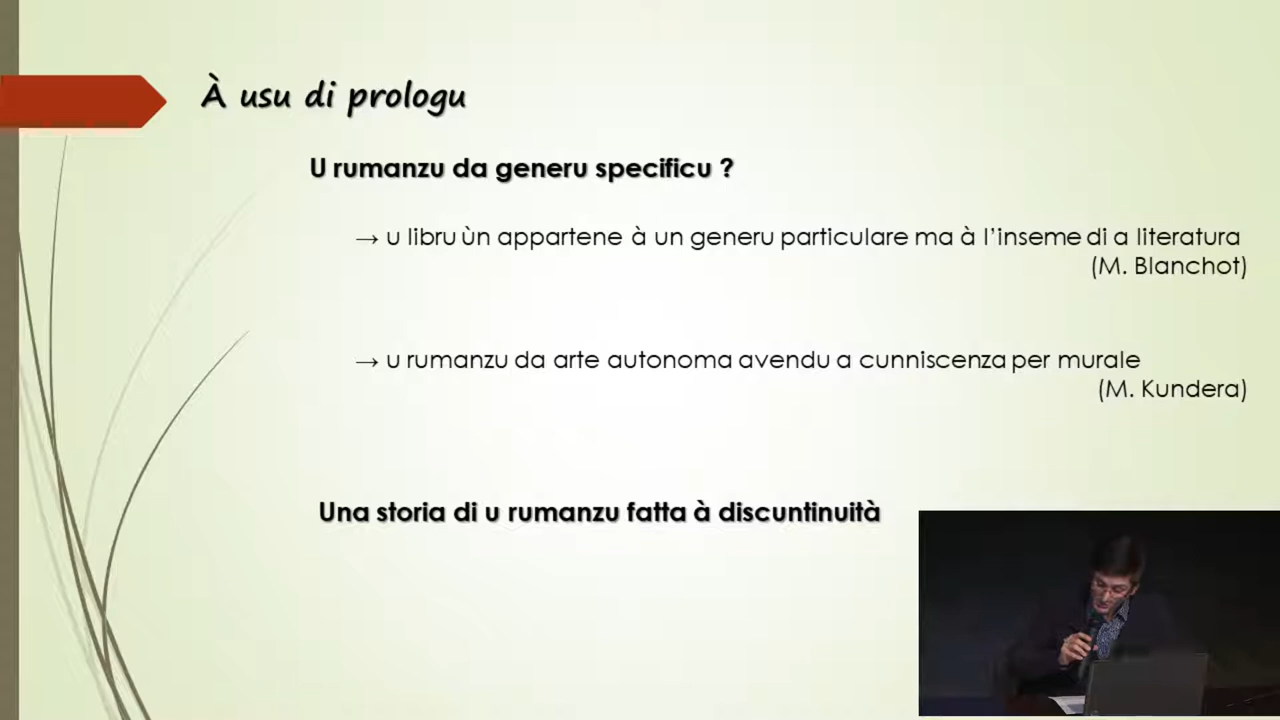 À usu di prologu
U rumanzu da generu specificu ?
→ u libru ùn appartene à un generu particulare ma à l’inseme di a literatura
(M. Blanchot)
→ u rumanzu da arte autonoma avendu a cunniscenza per murale
(M. Kundera)
Una storia di u rumanzu fatta à discuntinuità